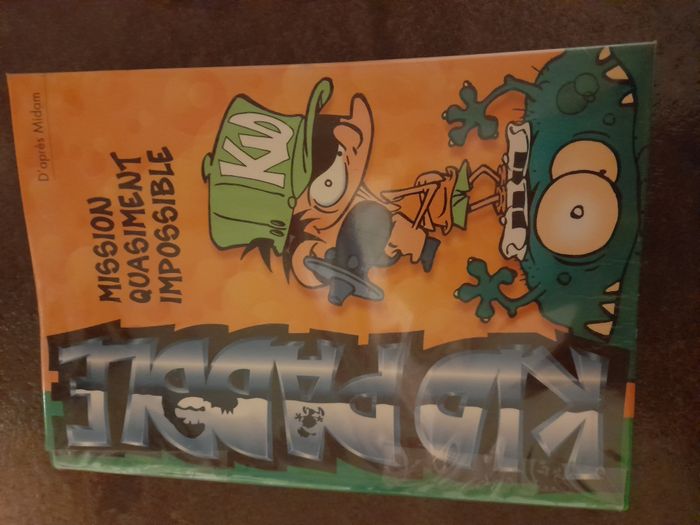 D'après Midam
MISSION
QUASIMENT
IMPOSSIBLE
KID
KID PADDLE